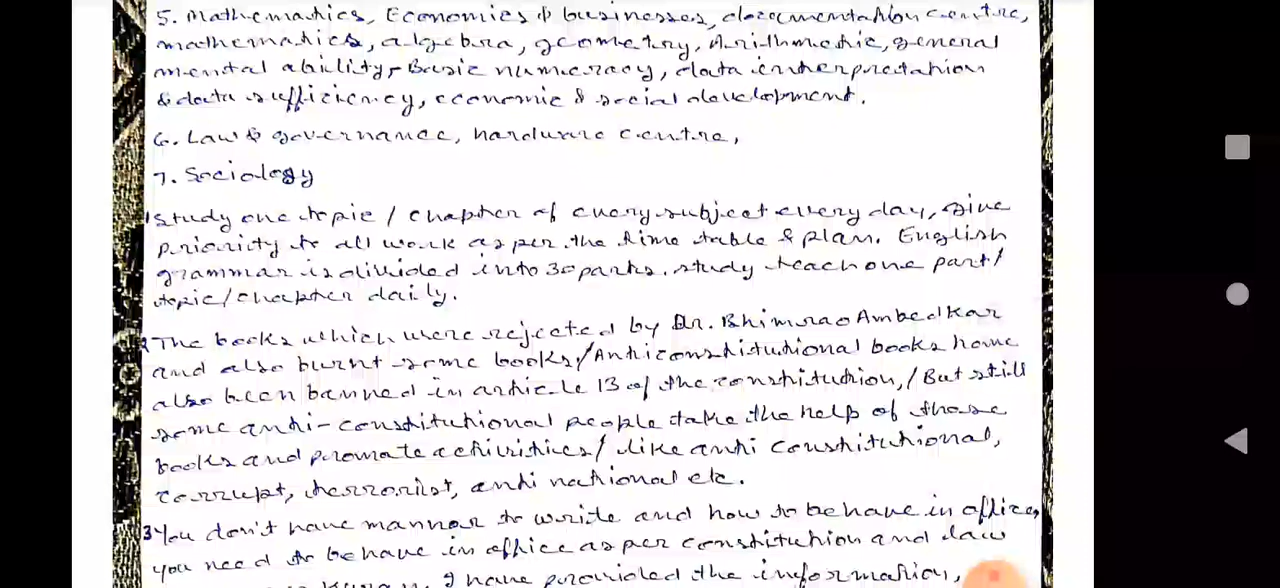 5. Mathematics, Economics & businesses, documentation centre,
mathematics, algebra, geometry, Arithmetic, general
mental ability, Basic numeracy, data interpretation
& data sufficiency, economic & social development.
6. Law & governance, hardware centre,
7. Sociology
1 Study one topic / chapter of every subject every day, give
priority to all work as per the time table & plan. English
grammar is divided into 30 parts. study teach one part/
topic/chapter daily.
2 The books which were rejected by Dr. Bhimrao Ambedkar
and also burnt some books/Anticonstitutional books have
also been banned in article 13 of the constitution,/But still
some anti-constitutional people take the help of those
books and promote activities/ like anti constitutional,
corrupt, terrorist, anti national etc.
3 You don't have manner to write and how to behave in office,
you need to behave in office as per constitution and law
I have provided the information,